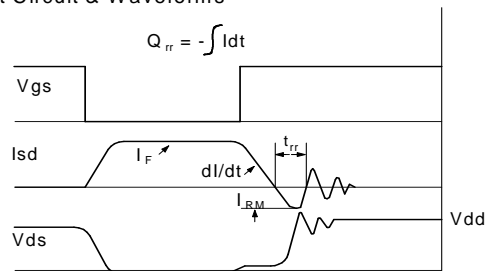 t Circuit & Waveforms
Q rr = - ∫ Idt
Vgs
Isd
I F
dI/dt
t rr
I RM
Vdd
Vds